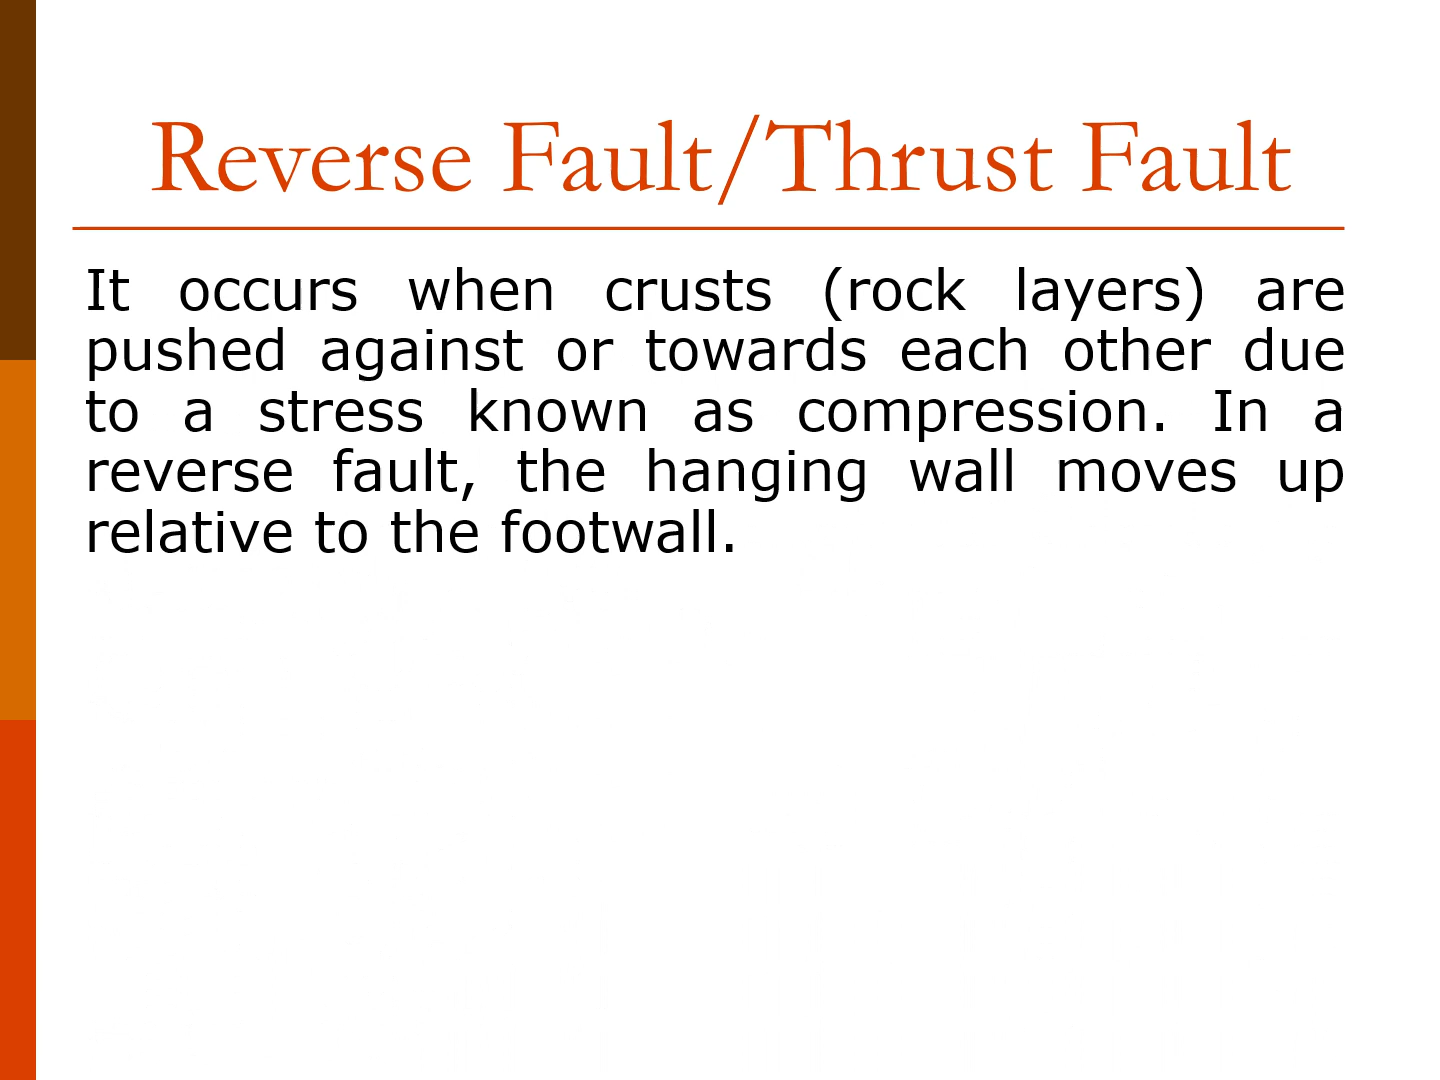 Reverse Fault/Thrust Fault
It occurs when crusts (rock layers) are
pushed against or towards each other due
to a stress known as compression. In a
reverse fault, the hanging wall moves up
relative to the footwall.